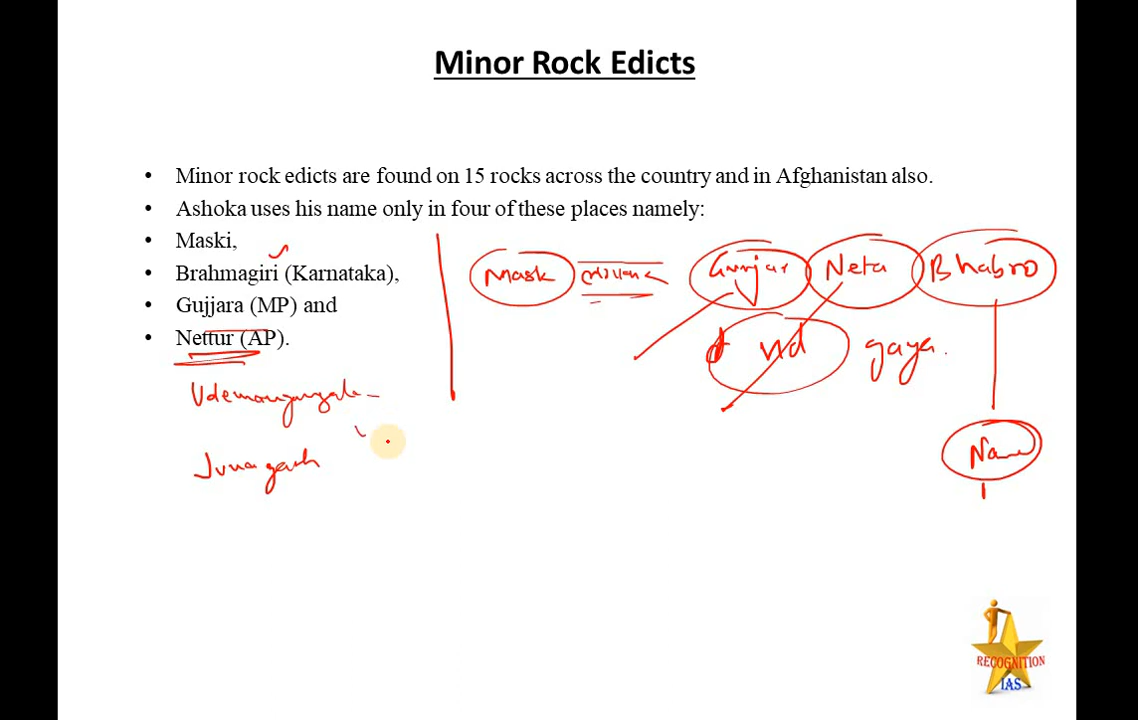 Minor Rock Edicts
• Minor rock edicts are found on 15 rocks across the country and in Afghanistan also.
• Ashoka uses his name only in four of these places namely:
• Maski,
• Brahmagiri (Karnataka),
• Gujjara (MP) and
• Nettur (AP).
Mask Gurjar Neta Bhabro
nd gaya.
Junagarh
Name
RECOGNITION
IAS